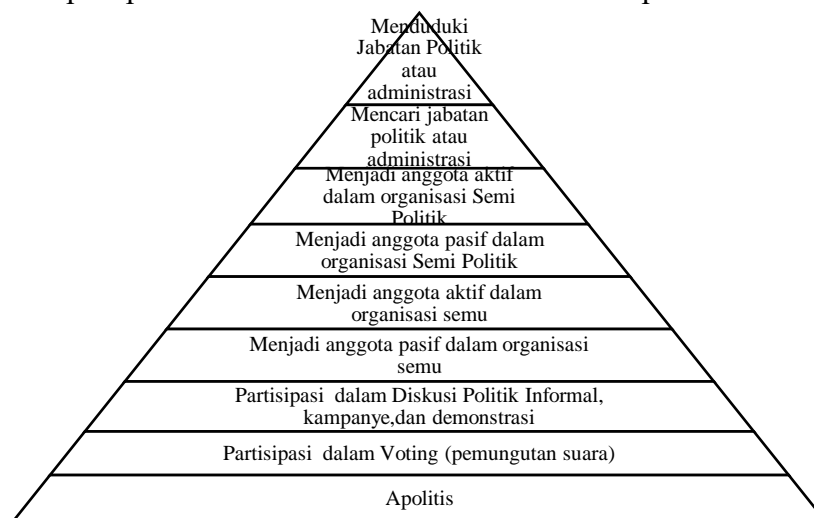 Menduduki
Jabatan Politik
atau
administrasi
Mencari jabatan
politik atau
administrasi
Menjadi anggota aktif
dalam organisasi Semi
Politik
Menjadi anggota pasif dalam
organisasi Semi Politik
Menjadi anggota aktif dalam
organisasi semu
Menjadi anggota pasif dalam organisasi
semu
Partisipasi dalam Diskusi Politik Informal,
kampanye,dan demonstrasi
Partisipasi dalam Voting (pemungutan suara)
Apolitis